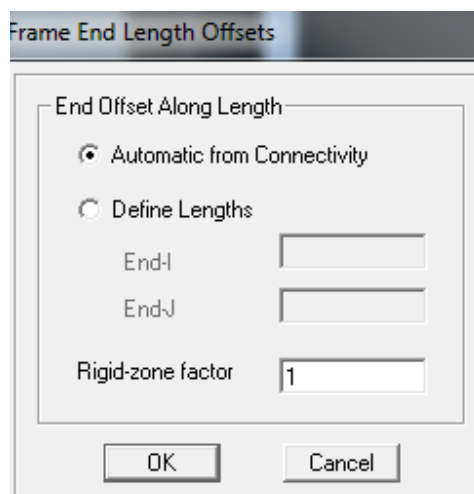 Frame End Length Offsets
End Offset Along Length
Automatic from Connectivity
Define Lengths
End-I
End-J
Rigid-zone factor 1
OK Cancel